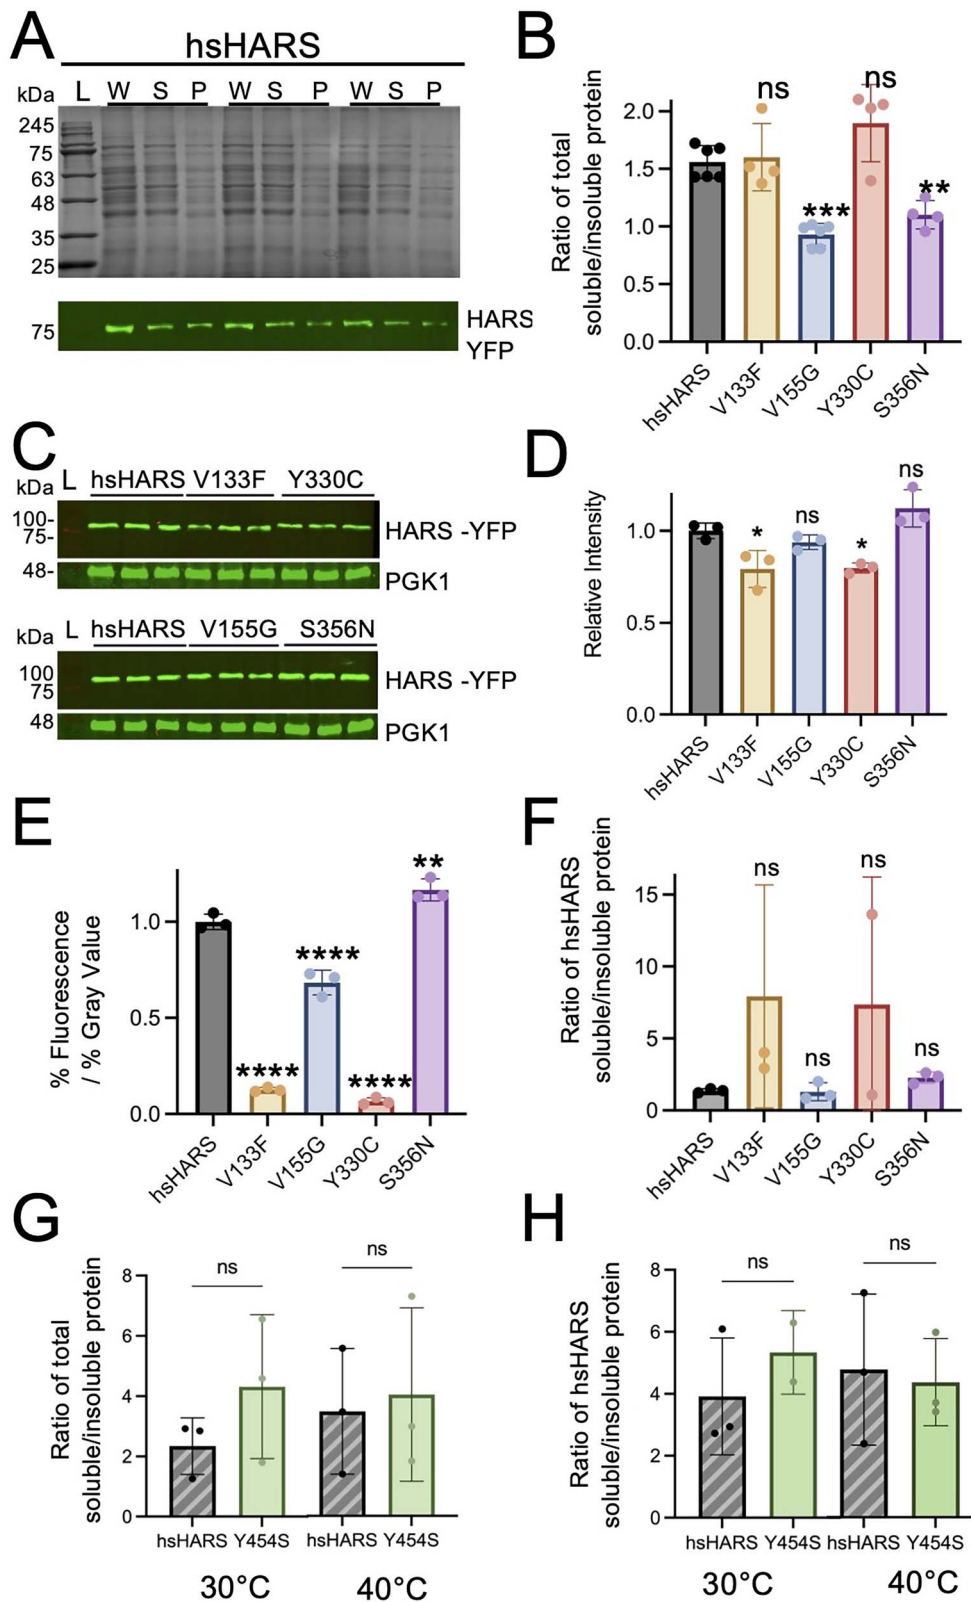 A
hsHARS
kDa L W S P W S P W S P
245
75
63
48
35
25
75
HARS
YFP
B
Ratio of total
soluble/insoluble protein
2.0
1.5
1.0
0.5
0.0
ns
***
ns
**
hsHARS V133F V155G Y330C S356N
C
kDa L hsHARS V133F Y330C
100-
75-
HARS -YFP
48-
PGK1
kDa L hsHARS V155G S356N
100
75
HARS -YFP
48
PGK1
D
Relative Intensity
1.0
0.5
0.0
*
ns
*
ns
hsHARS V133F V155G Y330C S356N
E
% Fluorescence
/ % Gray Value
1.0
0.5
0.0
****
****
****
**
hsHARS V133F V155G Y330C S356N
F
Ratio of hsHARS
soluble/insoluble protein
15
10
5
0
ns
ns
ns
ns
hsHARS V133F V155G Y330C S356N
G
Ratio of total
soluble/insoluble protein
8
6
4
2
0
ns
ns
hsHARS Y454S hsHARS Y454S
30°C 40°C
H
Ratio of hsHARS
soluble/insoluble protein
8
6
4
2
0
ns
ns
hsHARS Y454S hsHARS Y454S
30°C 40°C